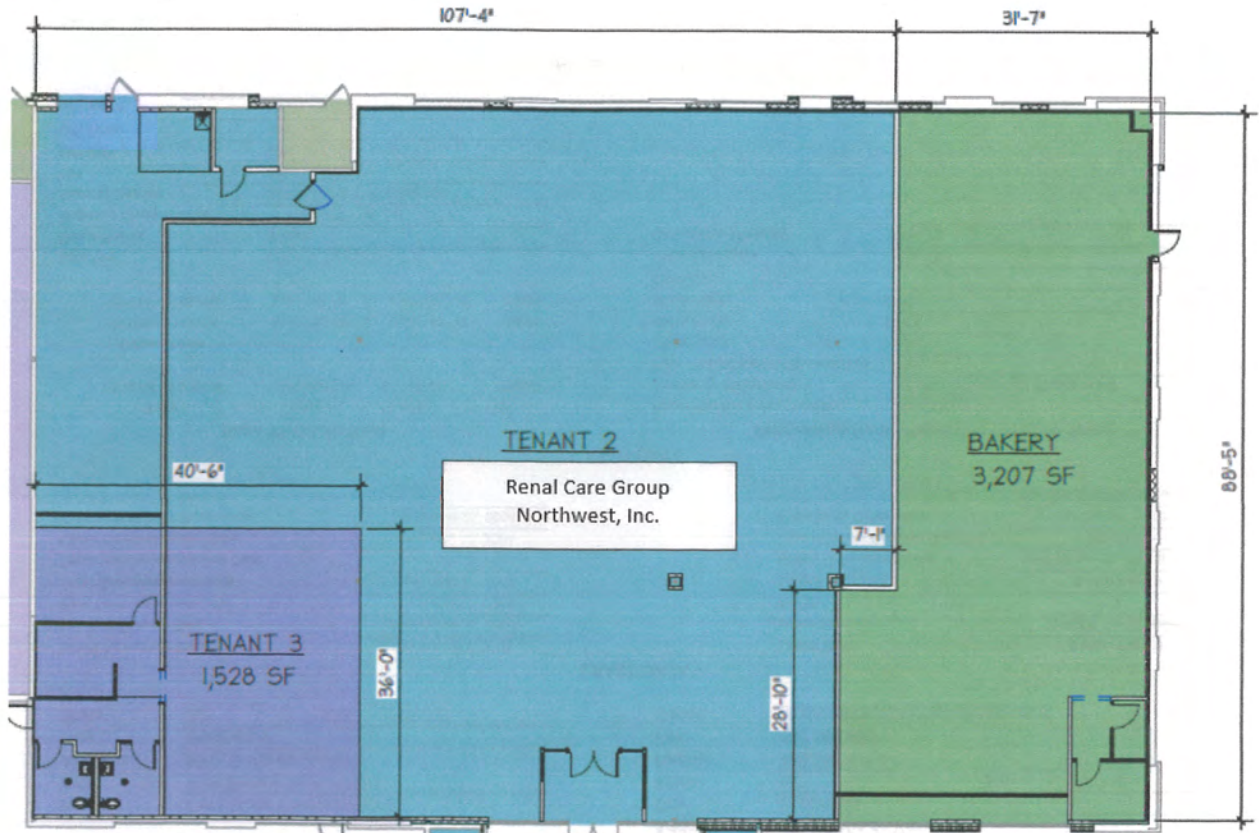 107'-4"
31'-7"
TENANT 2
BAKERY
3,207 SF
40'-6"
88'-5"
Renal Care Group
Northwest, Inc.
7'-1"
TENANT 3
1,528 SF
36'-0"
28'-10"